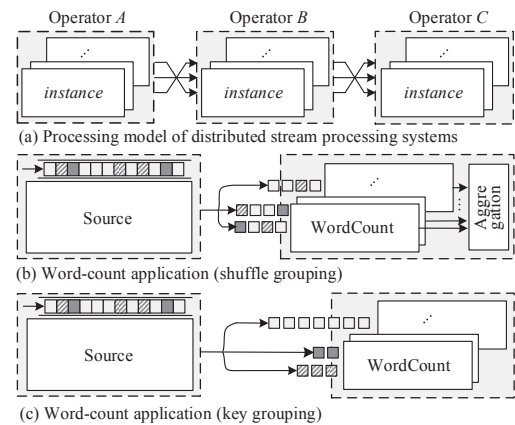 Operator A Operator B Operator C
instance instance instance
(a) Processing model of distributed stream processing systems
Source
WordCount
Aggre
gation
(b) Word-count application (shuffle grouping)
Source
WordCount
(c) Word-count application (key grouping)